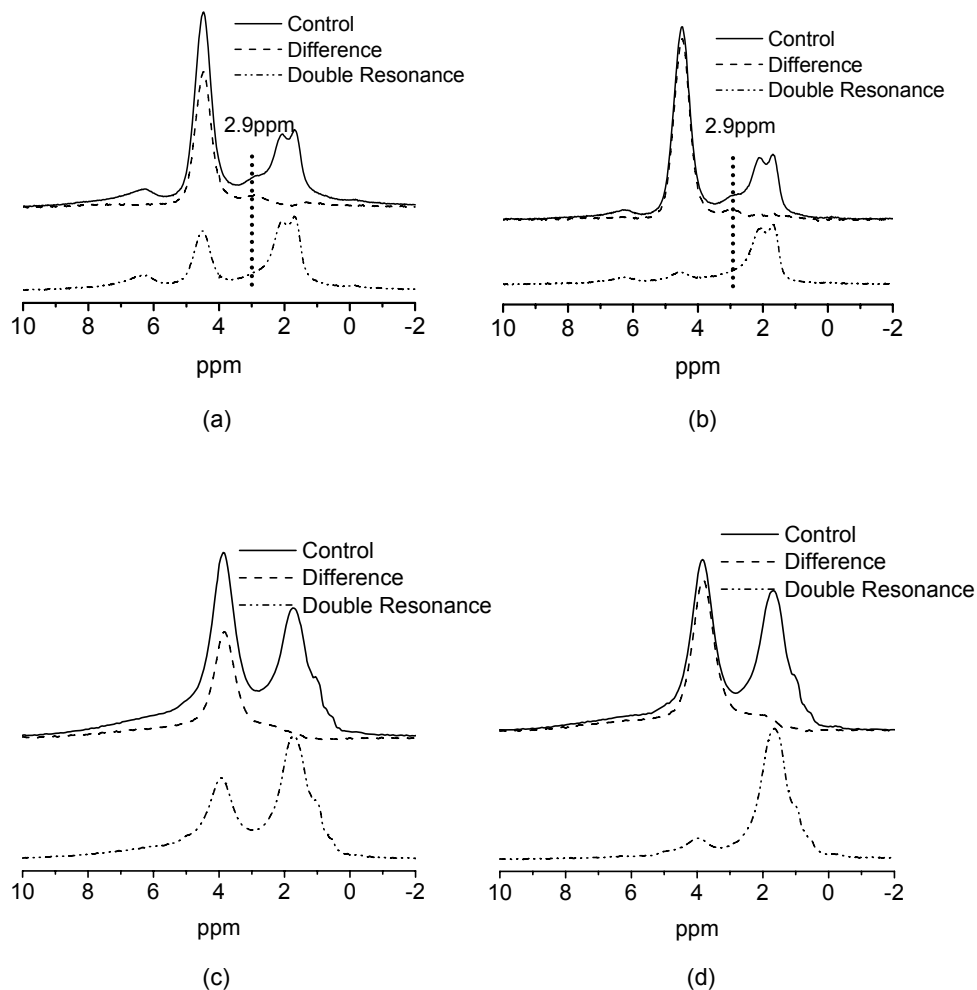 Control
Difference
Double Resonance
2.9ppm
10 8 6 4 2 0 -2
ppm
(a)
Control
Difference
Double Resonance
2.9ppm
10 8 6 4 2 0 -2
ppm
(b)
Control
Difference
Double Resonance
10 8 6 4 2 0 -2
ppm
(c)
Control
Difference
Double Resonance
10 8 6 4 2 0 -2
ppm
(d)